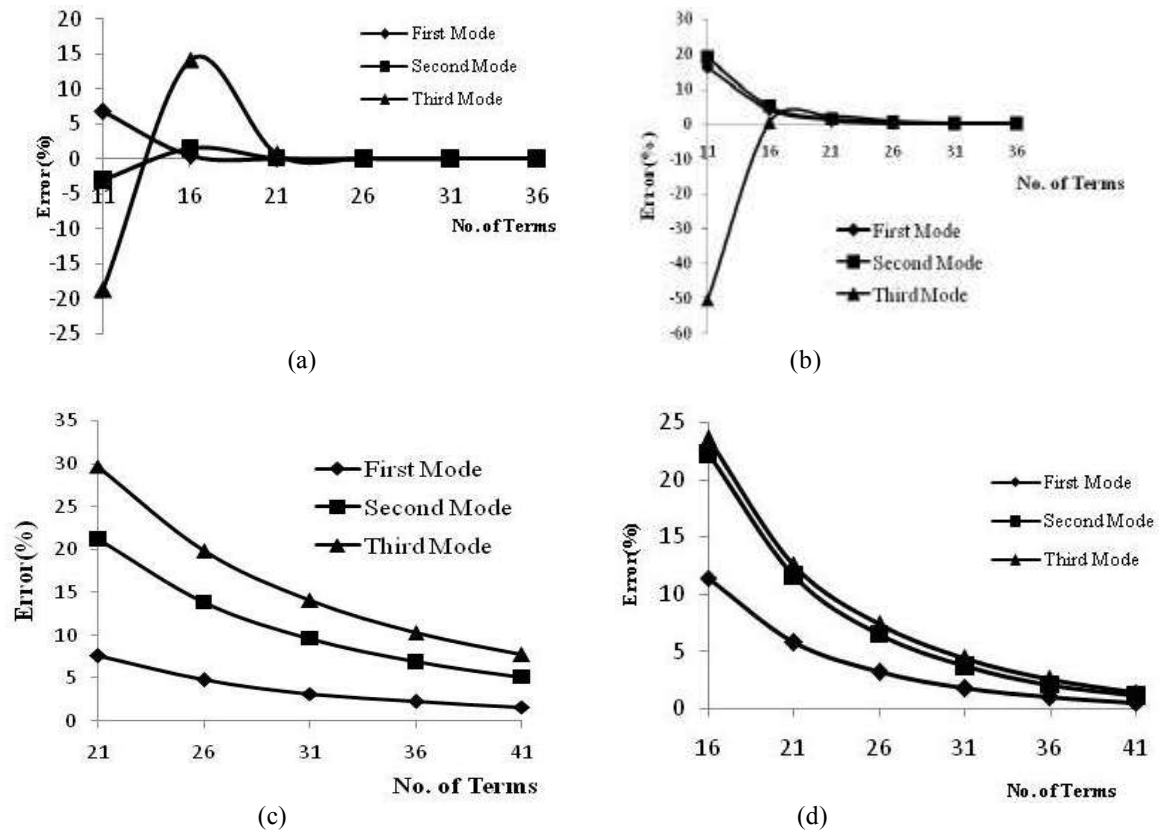 20
15
10
5
0
-5
-10
-15
-20
-25
Error(%)
11 16 21 26 31 36
No. of Terms
First Mode
Second Mode
Third Mode
(a)
30
20
10
0
-10
-20
-30
-40
-50
-60
Error(%)
11 16 21 26 31 36
No. of Terms
First Mode
Second Mode
Third Mode
(b)
35
30
25
20
15
10
5
0
Error(%)
21 26 31 36 41
No. of Terms
First Mode
Second Mode
Third Mode
(c)
25
20
15
10
5
0
Error(%)
16 21 26 31 36 41
No. of Terms
First Mode
Second Mode
Third Mode
(d)